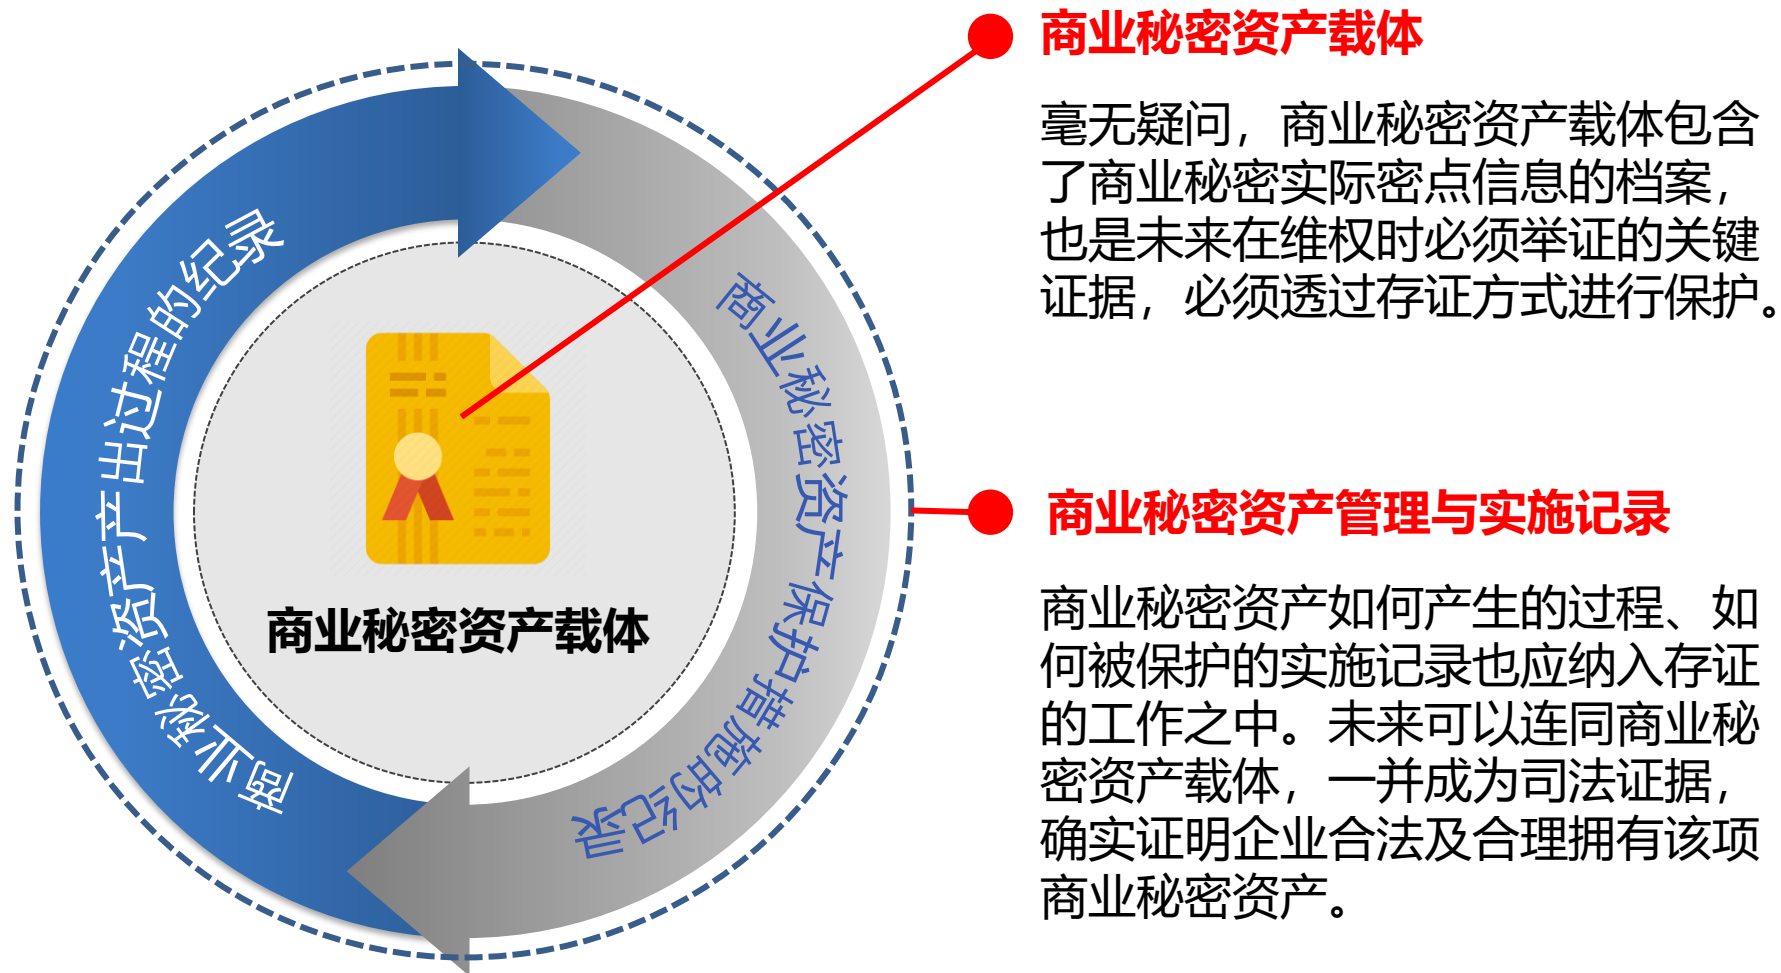 商业秘密资产载体
毫无疑问，商业秘密资产载体包含
了商业秘密实际密点信息的档案，
也是未来在维权时必须举证的关键
证据，必须透过存证方式进行保护。
商业秘密资产产出过程的纪录
商业秘密资产保护措施的纪录
商业秘密资产载体
商业秘密资产管理与实施记录
商业秘密资产如何产生的过程、如
何被保护的实施记录也应纳入存证
的工作之中。未来可以连同商业秘
密资产载体，一并成为司法证据，
确实证明企业合法及合理拥有该项
商业秘密资产。